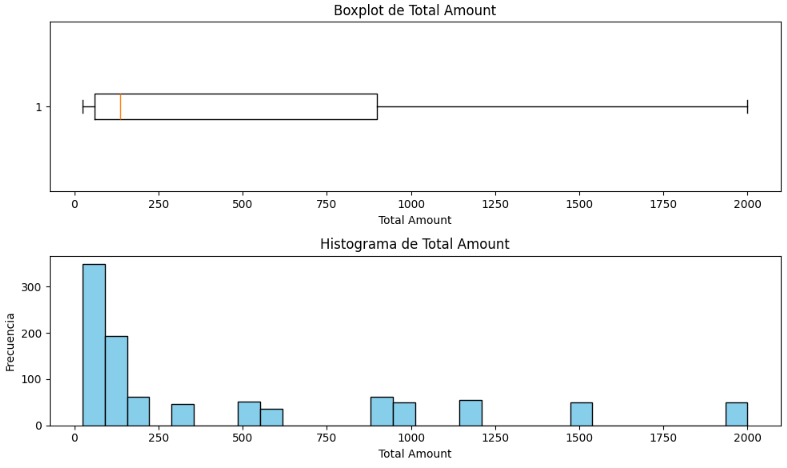 Boxplot de Total Amount
1
0 250 500 750 1000 1250 1500 1750 2000
Total Amount
Histograma de Total Amount
Frecuencia
300
200
100
0
0 250 500 750 1000 1250 1500 1750 2000
Total Amount